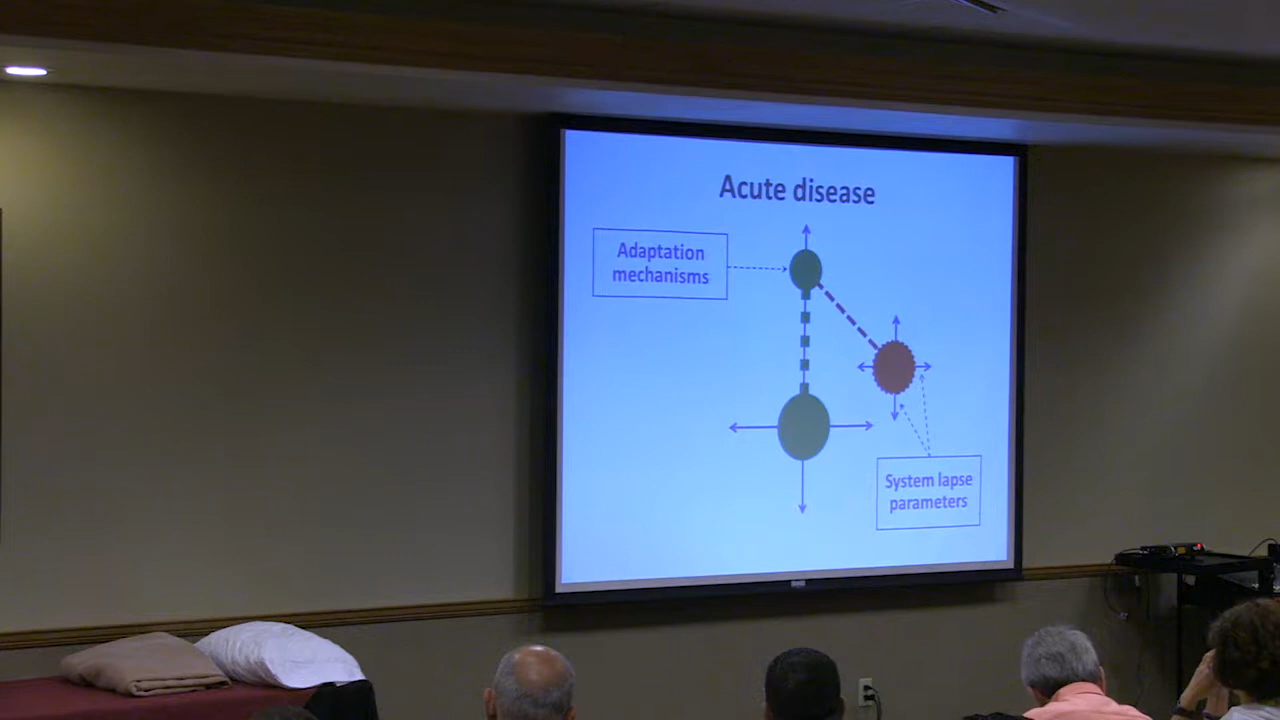 Acute disease
Adaptation
mechanisms
System lapse
parameters